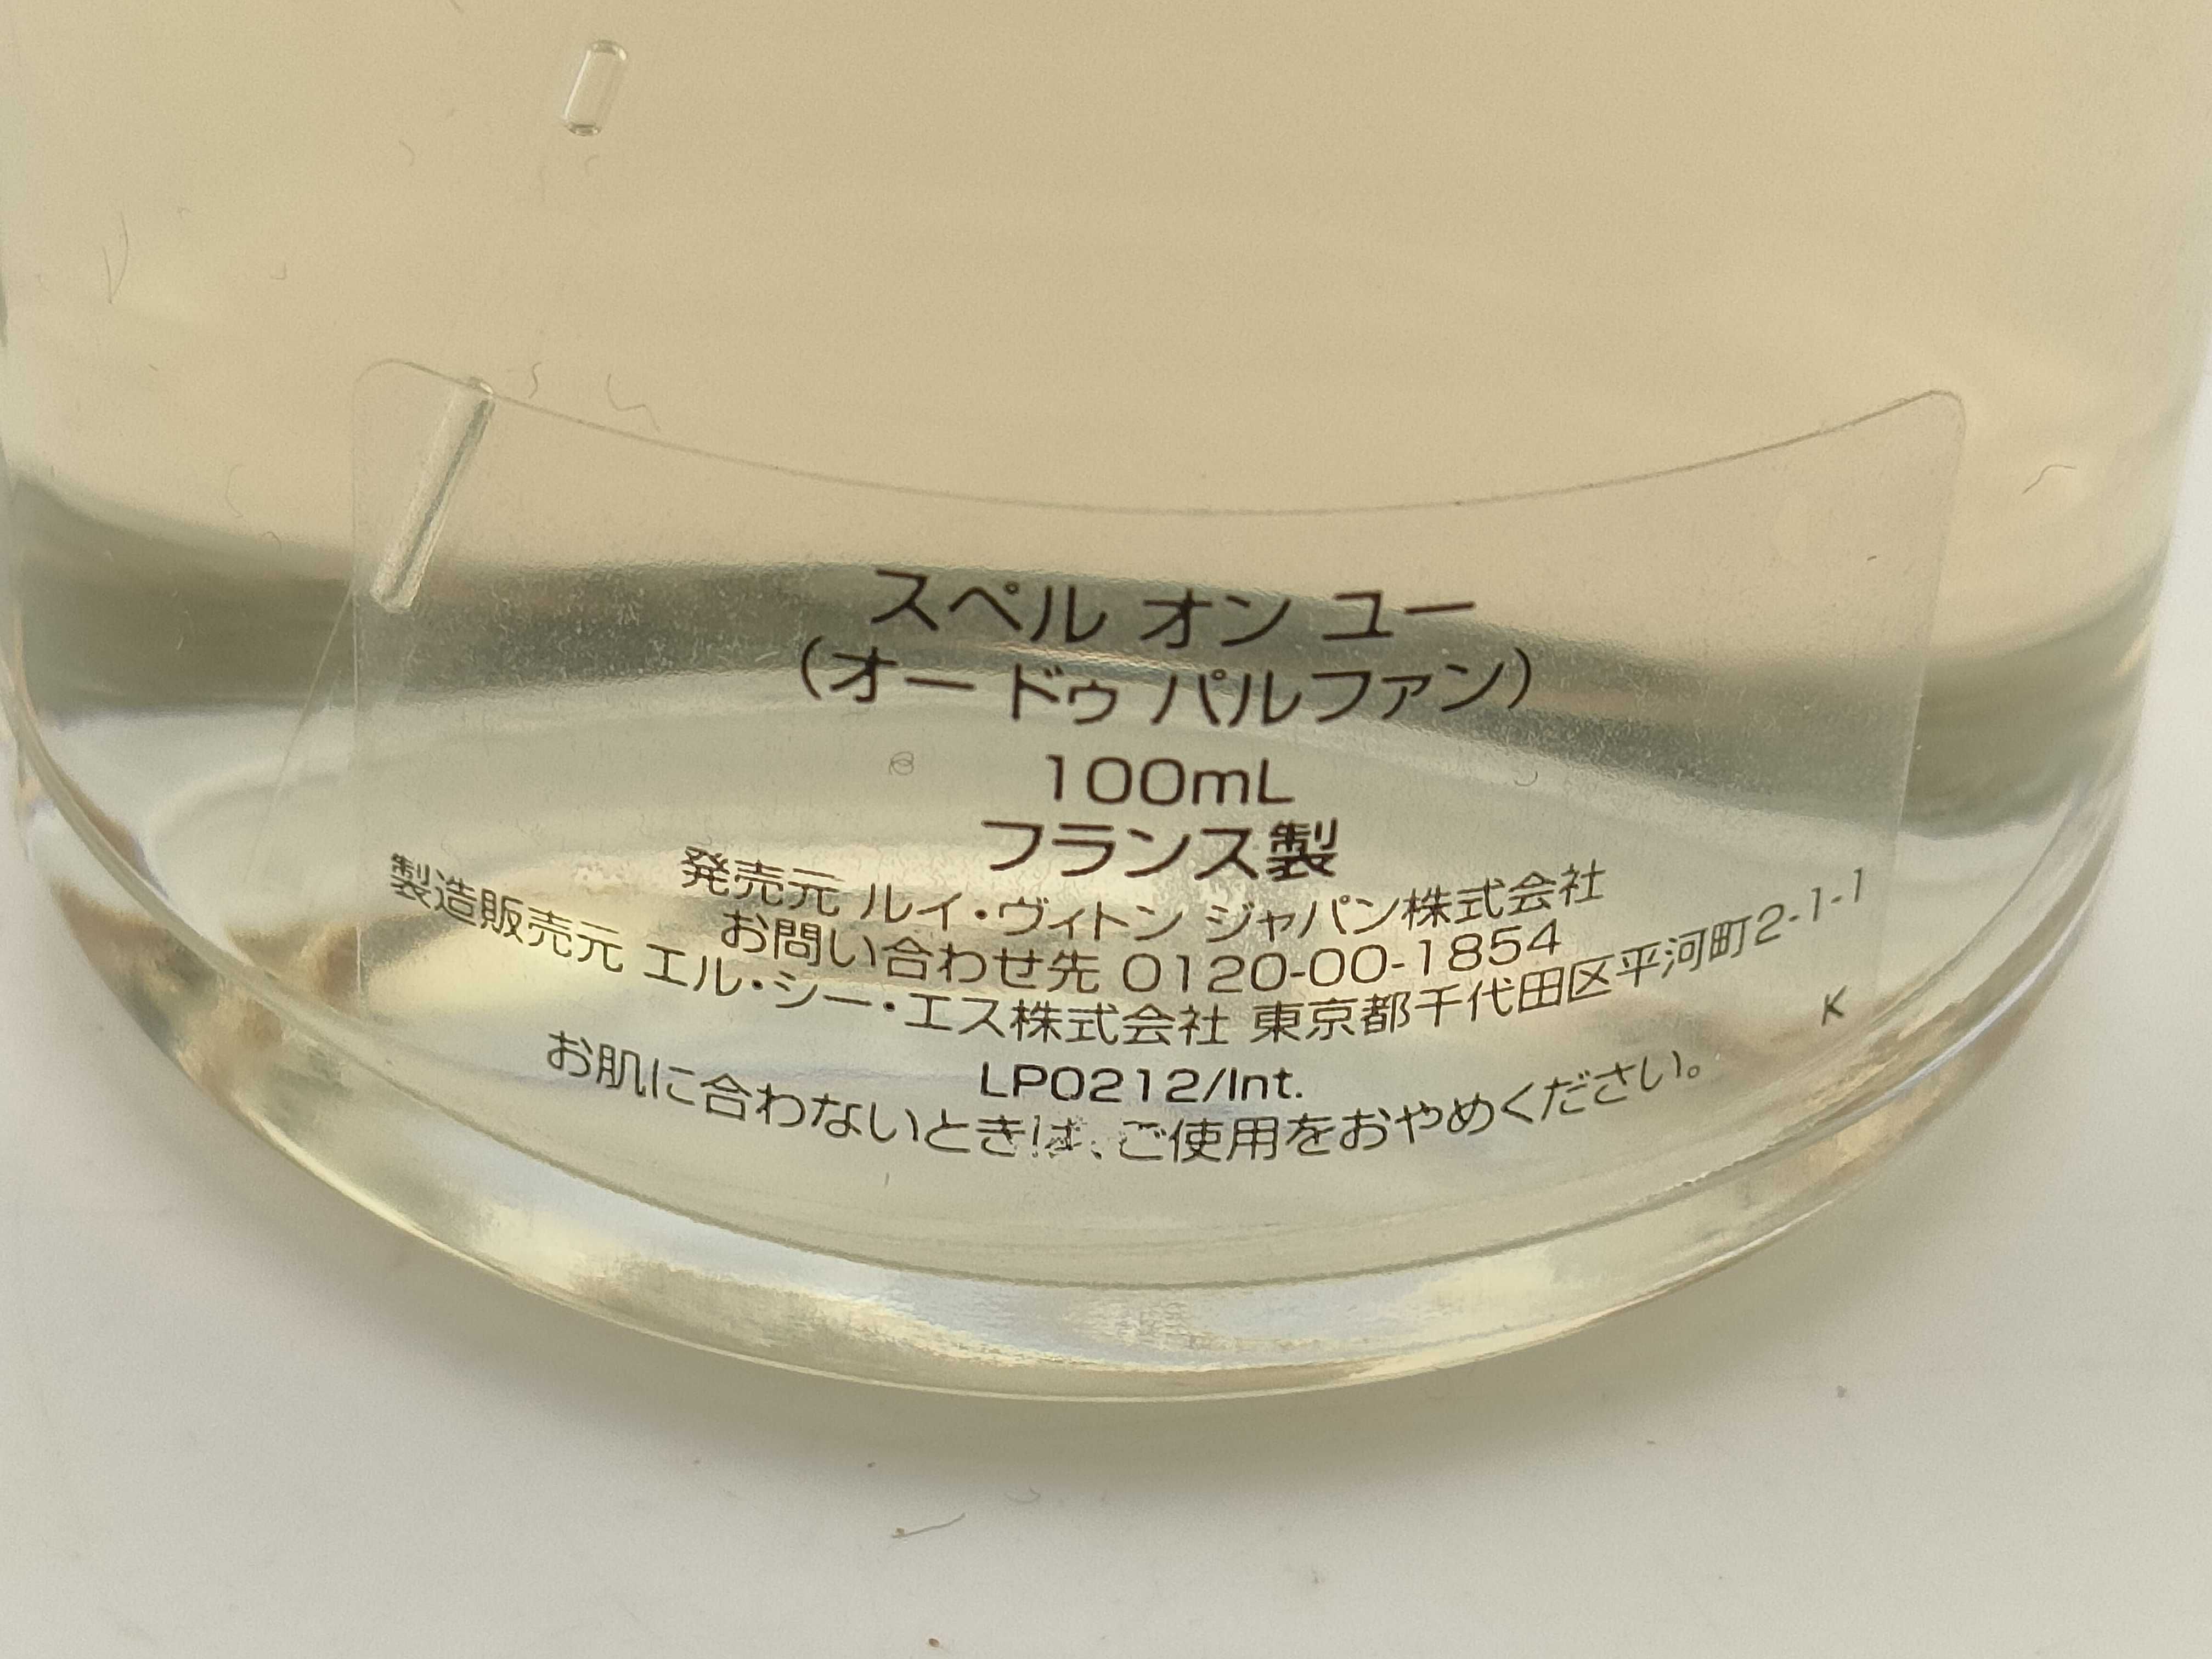 スペル オン ユー
(オー ドゥ パルファン)
100mL
フランス製
発売元 ルイ・ヴィトン ジャパン株式会社
お問い合わせ先 0120-00-1854
製造販売元 エル・シー・エス株式会社 東京都千代田区平河町2-1-1
K
LP0212/Int.
お肌に合わないときは、ご使用をおやめください。